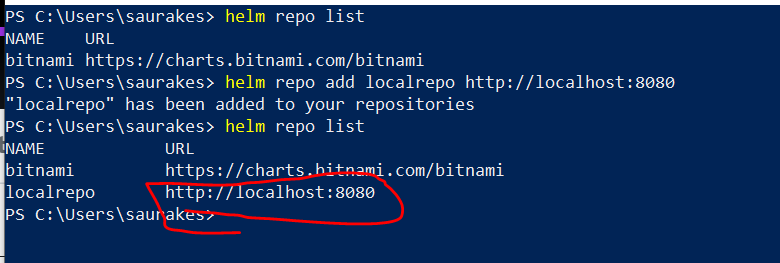 PS C:\Users\saurakes> helm repo list
NAME    URL
bitnami https://charts.bitnami.com/bitnami
PS C:\Users\saurakes> helm repo add localrepo http://localhost:8080
"localrepo" has been added to your repositories
PS C:\Users\saurakes> helm repo list
NAME            URL
bitnami         https://charts.bitnami.com/bitnami
localrepo       http://localhost:8080
PS C:\Users\saurakes>